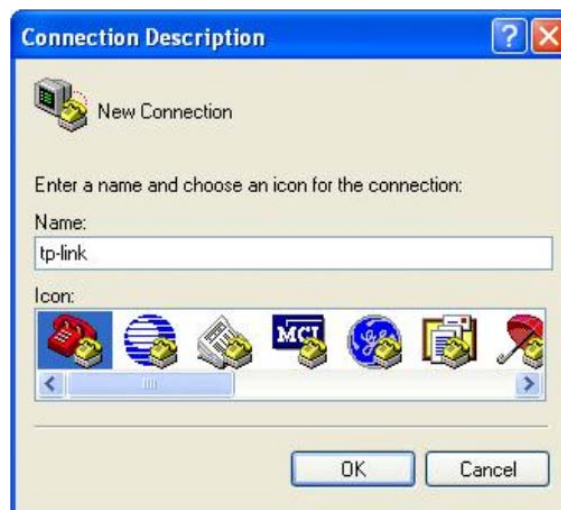 Connection Description
New Connection
Enter a name and choose an icon for the connection:
Name:
tp-link
Icon:
MCI
OK
Cancel